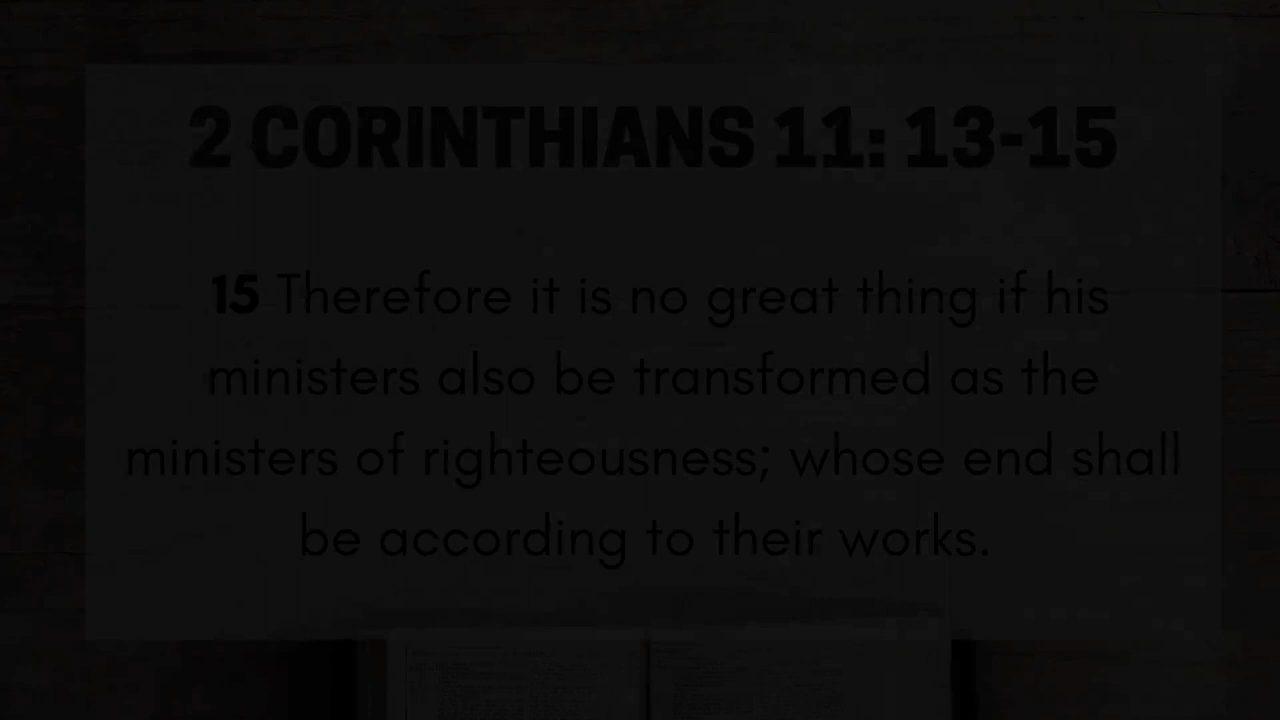 2 CORINTHIANS 11: 13-15
15 Therefore it is no great thing if his
ministers also be transformed as the
ministers of righteousness; whose end shall
be according to their works.